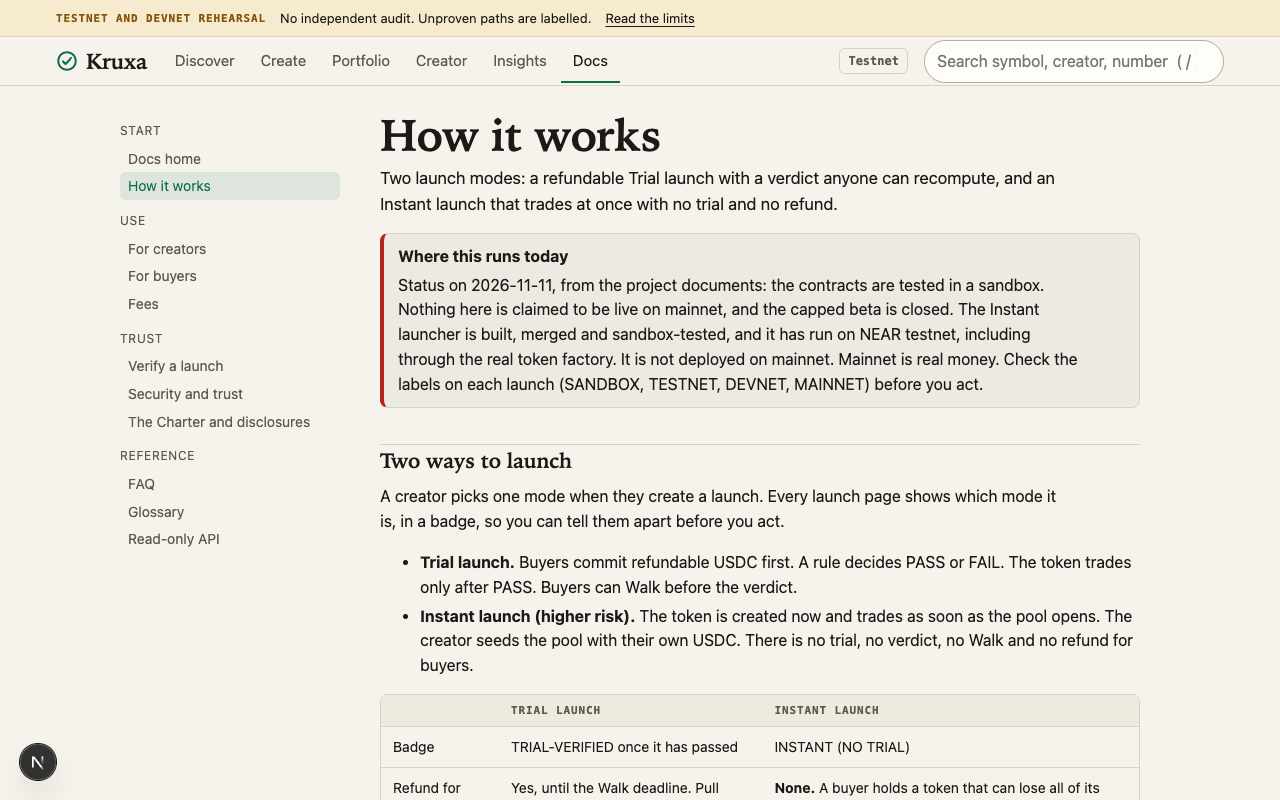 TESTNET AND DEVNET REHEARSAL No independent audit. Unproven paths are labelled. Read the limits
Kruxa Discover Create Portfolio Creator Insights Docs Testnet Search symbol, creator, number ( /
START
Docs home
How it works
USE
For creators
For buyers
Fees
TRUST
Verify a launch
Security and trust
The Charter and disclosures
REFERENCE
FAQ
Glossary
Read-only API
How it works
Two launch modes: a refundable Trial launch with a verdict anyone can recompute, and an
Instant launch that trades at once with no trial and no refund.
Where this runs today
Status on 2026-11-11, from the project documents: the contracts are tested in a sandbox.
Nothing here is claimed to be live on mainnet, and the capped beta is closed. The Instant
launcher is built, merged and sandbox-tested, and it has run on NEAR testnet, including
through the real token factory. It is not deployed on mainnet. Mainnet is real money. Check the
labels on each launch (SANDBOX, TESTNET, DEVNET, MAINNET) before you act.
Two ways to launch
A creator picks one mode when they create a launch. Every launch page shows which mode it
is, in a badge, so you can tell them apart before you act.
• Trial launch. Buyers commit refundable USDC first. A rule decides PASS or FAIL. The token trades
only after PASS. Buyers can Walk before the verdict.
• Instant launch (higher risk). The token is created now and trades as soon as the pool opens. The
creator seeds the pool with their own USDC. There is no trial, no verdict, no Walk and no refund for
buyers.
TRIAL LAUNCH INSTANT LAUNCH
Badge TRIAL-VERIFIED once it has passed INSTANT (NO TRIAL)
Refund for Yes, until the Walk deadline. Pull None. A buyer holds a token that can lose all of its
N